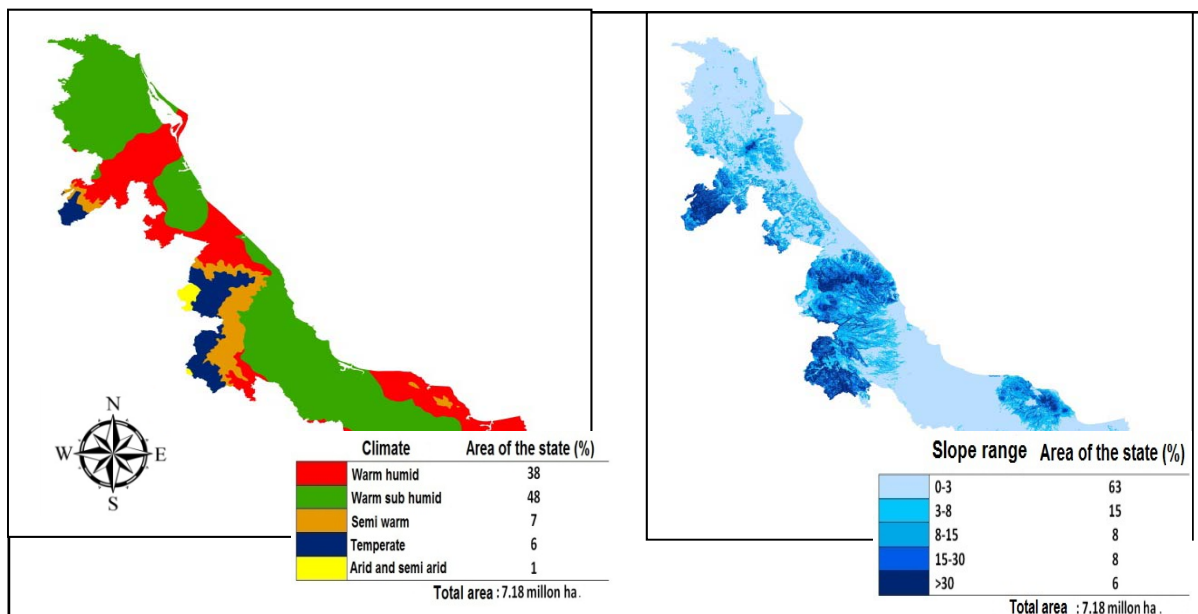 N
W E
S
Climate Area of the state (%)
Warm humid 38
Warm sub humid 48
Semi warm 7
Temperate 6
Arid and semi arid 1
Total area : 7.18 millon ha.
Slope range Area of the state (%)
0-3 63
3-8 15
8-15 8
15-30 8
>30 6
Total area : 7.18 millon ha.